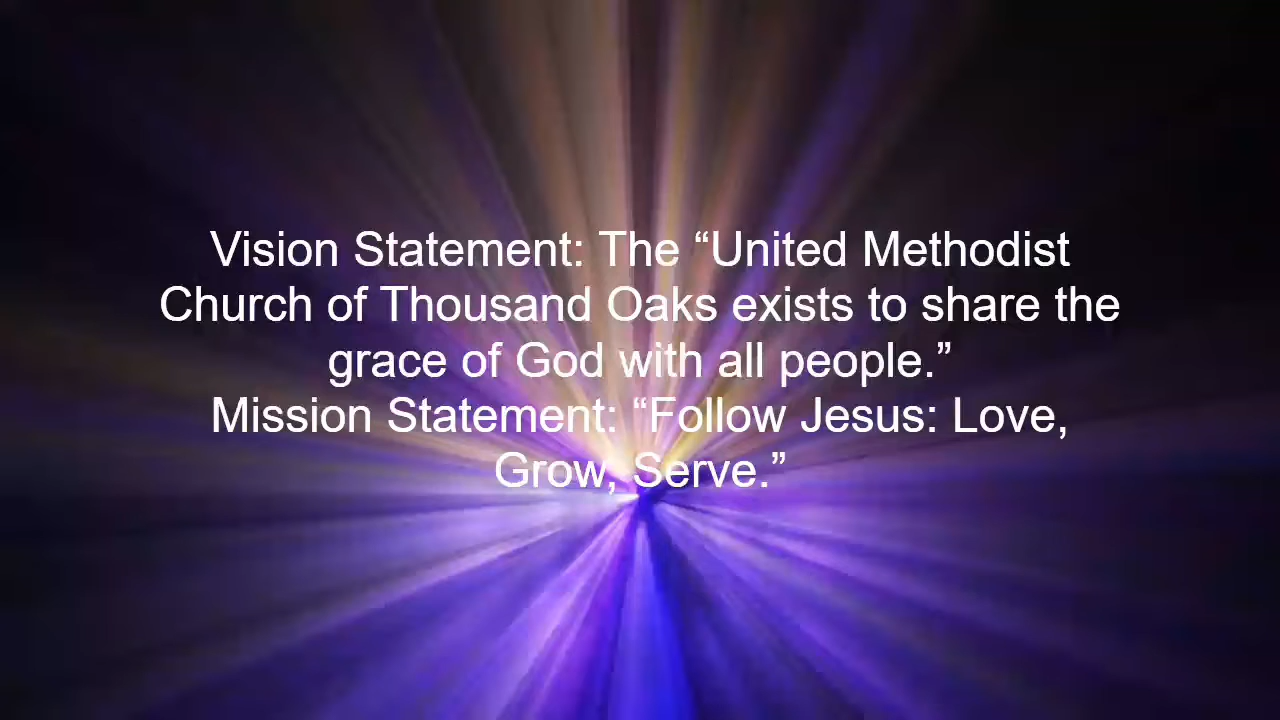 Vision Statement: The “United Methodist
Church of Thousand Oaks exists to share the
grace of God with all people.”
Mission Statement: “Follow Jesus: Love,
Grow, Serve.”